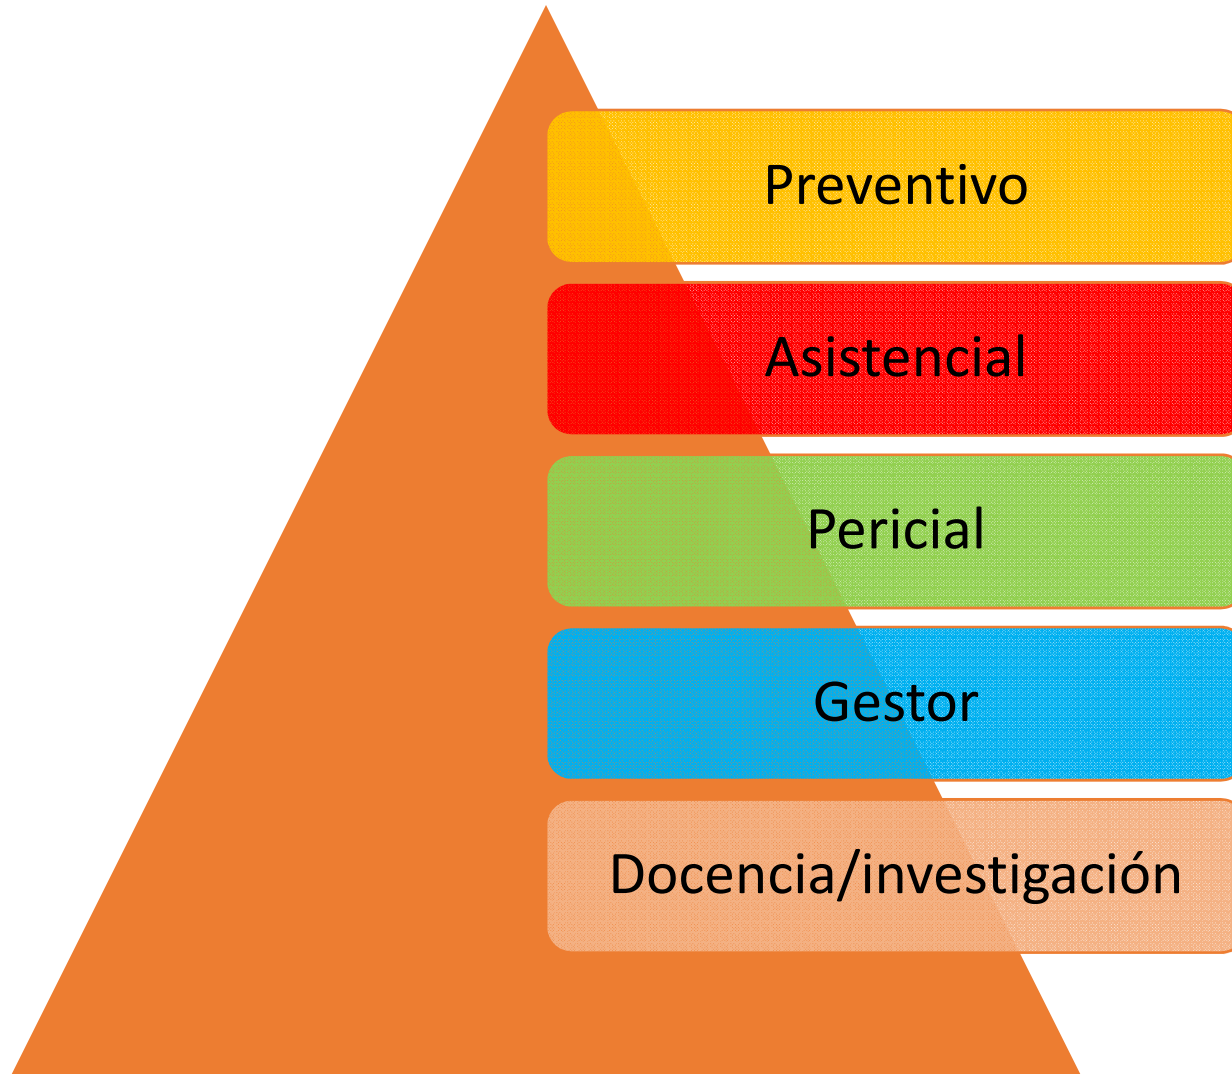 Preventivo
Asistencial
Pericial
Gestor
Docencia/investigación